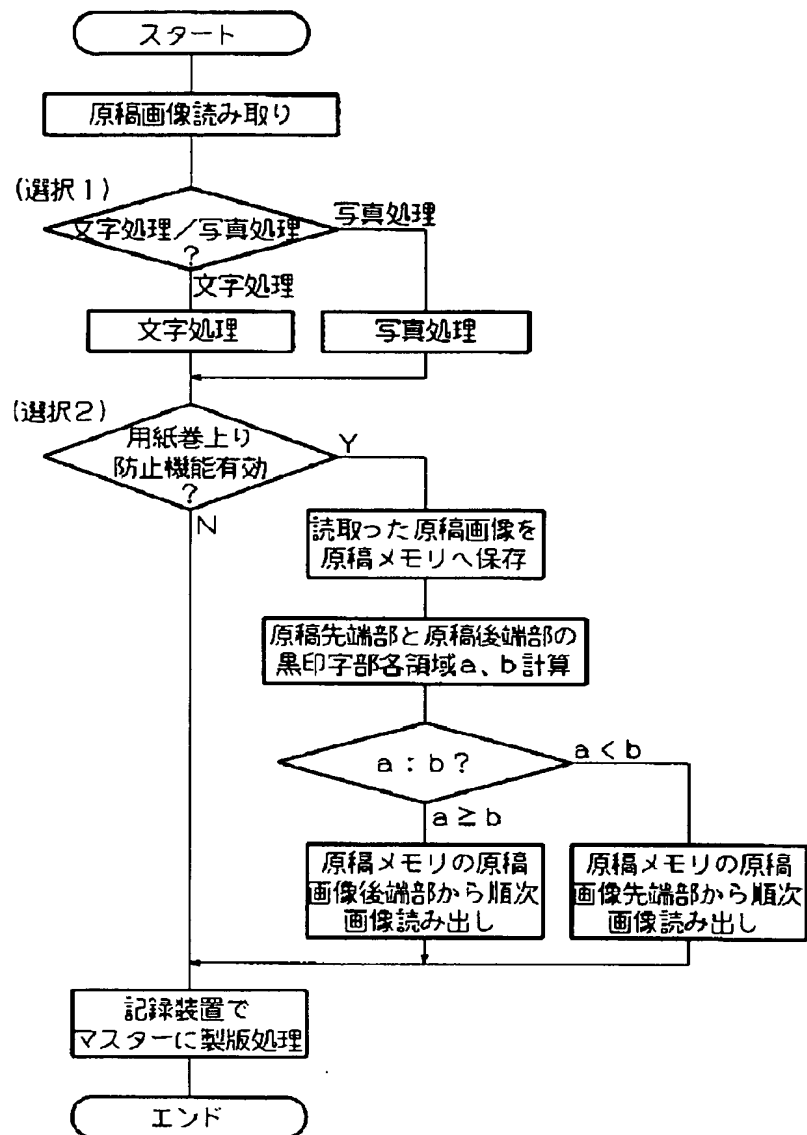 スタート
原稿画像読み取り
(選択1)
文字処理/写真処理
?
写真処理
文字処理
文字処理
写真処理
(選択2)
用紙巻上り
防止機能有効
?
Y
N
読取った原稿画像を
原稿メモリへ保存
原稿先端部と原稿後端部の
黒印字部各領域a、b計算
a:b?
a<b
a≧b
原稿メモリの原稿
画像後端部から順次
画像読み出し
原稿メモリの原稿
画像先端部から順次
画像読み出し
記録装置で
マスターに製版処理
エンド